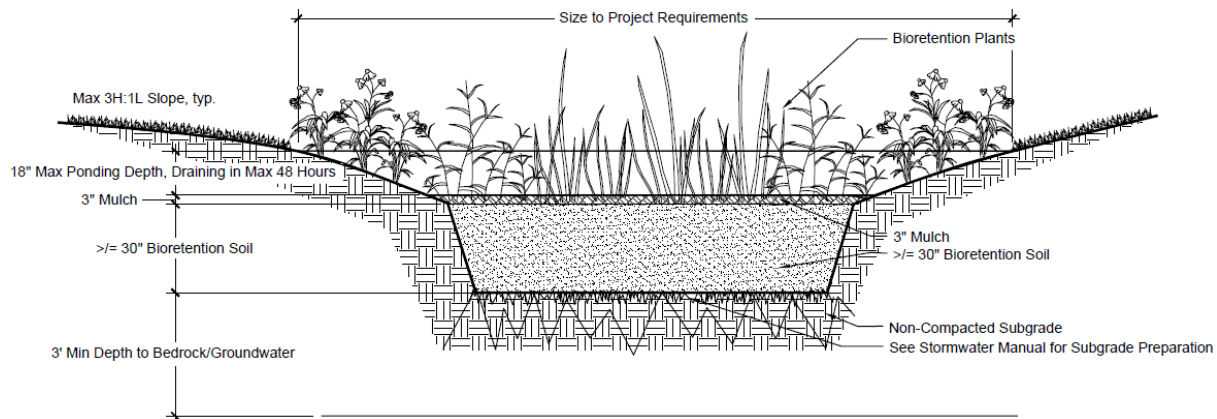 Size to Project Requirements
Bioretention Plants
Max 3H:1L Slope, typ.
18" Max Ponding Depth, Draining in Max 48 Hours
3" Mulch
3" Mulch
>/= 30" Bioretention Soil
>/= 30" Bioretention Soil
Non-Compacted Subgrade
See Stormwater Manual for Subgrade Preparation
3' Min Depth to Bedrock/Groundwater